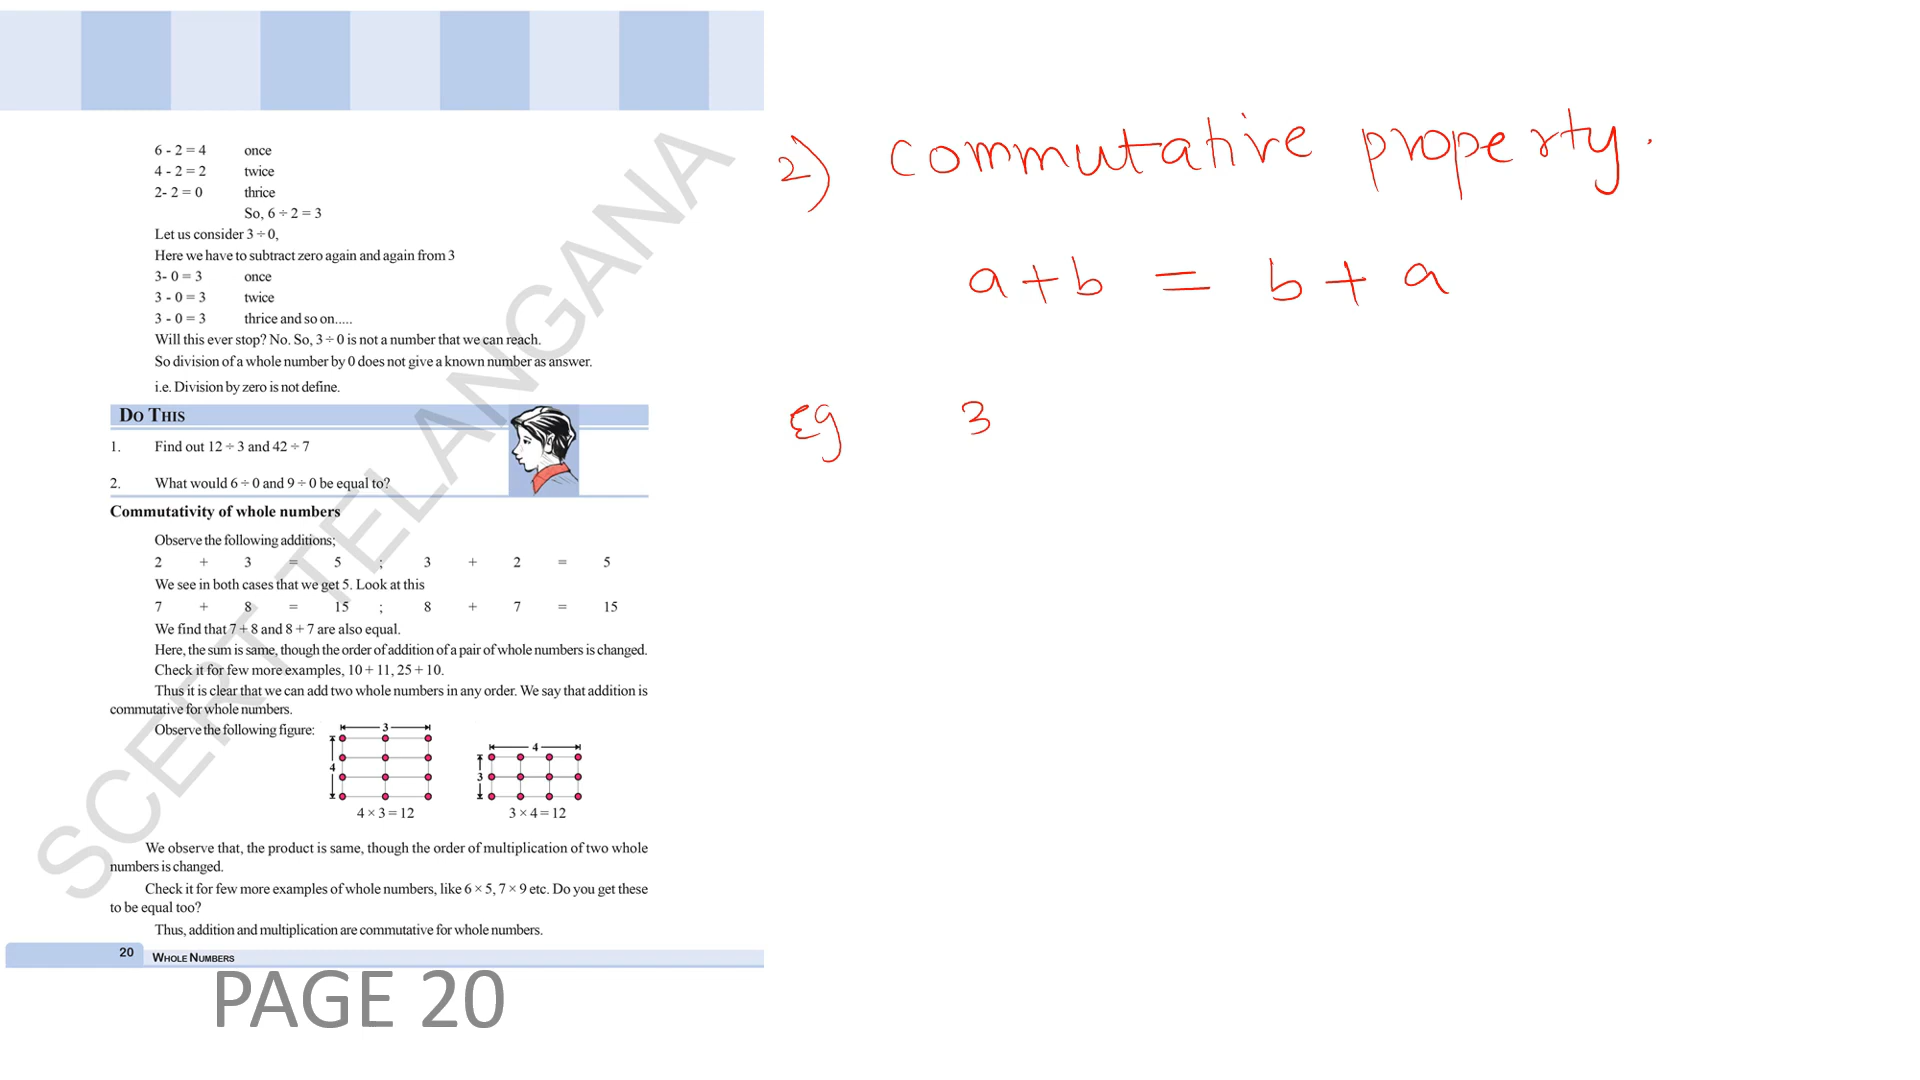 6 - 2 = 4 once
4 - 2 = 2 twice
2- 2 = 0 thrice
So, 6 ÷ 2 = 3
Let us consider 3 ÷ 0,
Here we have to subtract zero again and again from 3
3- 0 = 3 once
3 - 0 = 3 twice
3 - 0 = 3 thrice and so on.....
Will this ever stop? No. So, 3 ÷ 0 is not a number that we can reach.
So division of a whole number by 0 does not give a known number as answer.
i.e. Division by zero is not define.
DO THIS
1. Find out 12 ÷ 3 and 42 ÷ 7
2. What would 6 ÷ 0 and 9 ÷ 0 be equal to?
Commutativity of whole numbers
Observe the following additions;
2 + 3 = 5 ; 3 + 2 = 5
We see in both cases that we get 5. Look at this
7 + 8 = 15 ; 8 + 7 = 15
We find that 7 + 8 and 8 + 7 are also equal.
Here, the sum is same, though the order of addition of a pair of whole numbers is changed.
Check it for few more examples, 10 + 11, 25 + 10.
Thus it is clear that we can add two whole numbers in any order. We say that addition is
commutative for whole numbers.
Observe the following figure:
3
4
4 × 3 = 12
4
3
3 × 4 = 12
We observe that, the product is same, though the order of multiplication of two whole
numbers is changed.
Check it for few more examples of whole numbers, like 6 × 5, 7 × 9 etc. Do you get these
to be equal too?
Thus, addition and multiplication are commutative for whole numbers.
20 WHOLE NUMBERS
SCERT TELANGANA
PAGE 20
2) commutative property.
a + b = b + a
Eg 3